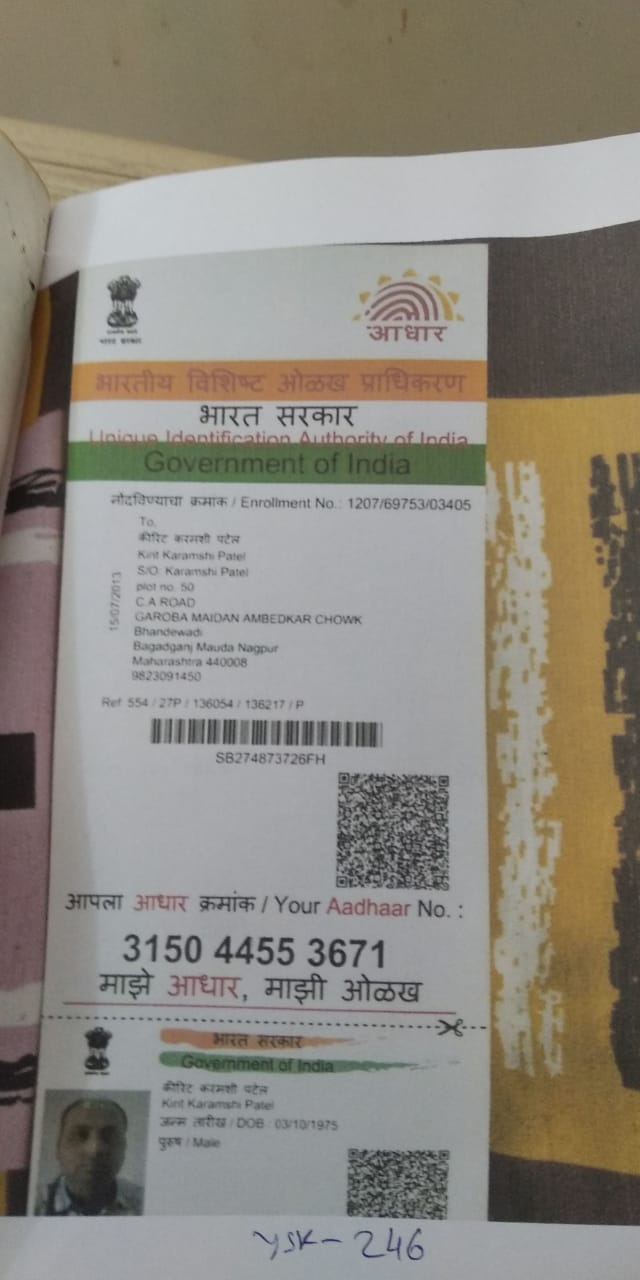 भारत सरकार
आधार
भारतीय विशिष्ट ओळख प्राधिकरण
भारत सरकार
Unique Identification Authority of India
Government of India
नोंदविण्याचा क्रमांक / Enrollment No.: 1207/69753/03405
To,
कीरिट करमशी पटेल
Kirit Karamshi Patel
S/O: Karamshi Patel
plot no. 50
C.A ROAD
GAROBA MAIDAN AMBEDKAR CHOWK
Bhandewadi
Bagadganj Mauda Nagpur
Maharashtra 440008
9823091450
15/07/2013
Ref: 554 / 27P / 136054 / 136217 / P
SB274873726FH
आपला आधार क्रमांक / Your Aadhaar No. :
3150 4455 3671
माझे आधार, माझी ओळख
भारत सरकार
Government of India
कीरिट करमशी पटेल
Kirit Karamshi Patel
जन्म तारीख / DOB : 03/10/1975
पुरुष / Male
YSK - 246